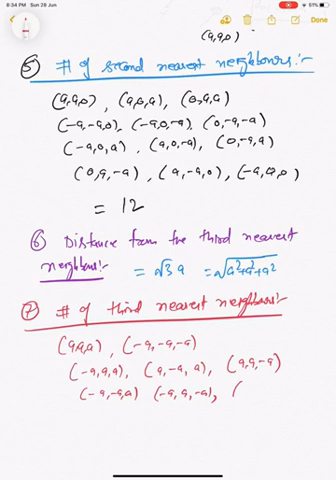 8:34 PM Sun 28 Jun
51%
Done
(a,a,0)
⑤ # of second nearest neighbours:-
(a,a,0), (a,0,a), (0,a,a)
(-a,-a,0), (-a,0,-a), (0,-a,-a)
(-a,0,a), (a,0,-a), (0,-a,a)
(0,a,-a), (a,-a,0), (-a,a,0)
= 12
⑥ Distance from the third nearest
neighbour:- = √3 a = √a²+a²+a²
⑦ # of third nearest neighbour:-
(a,a,a), (-a,-a,-a)
(-a,a,a), (a,-a,a), (a,a,-a)
(-a,-a,a) (-a,a,-a), (